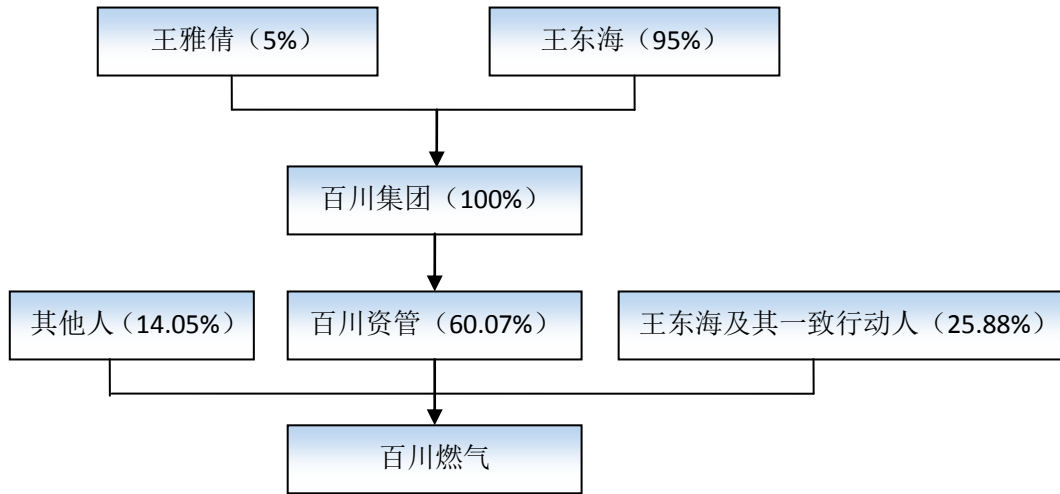 王雅倩（5%）
王东海（95%）
百川集团（100%）
其他人（14.05%）
百川资管（60.07%）
王东海及其一致行动人（25.88%）
百川燃气